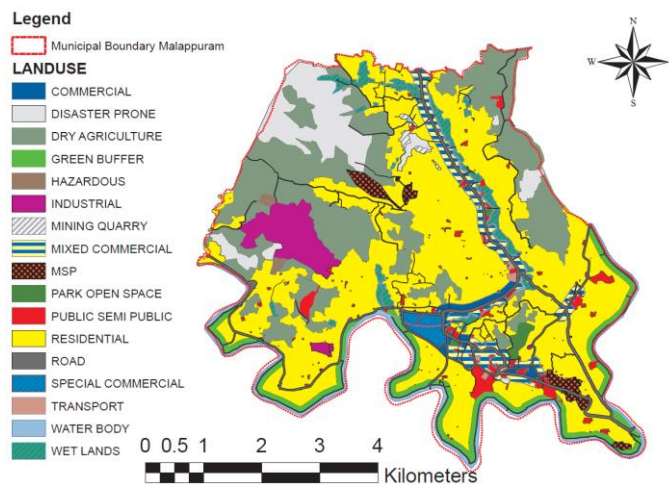 Legend
Municipal Boundary Malappuram
LANDUSE
COMMERCIAL
DISASTER PRONE
DRY AGRICULTURE
GREEN BUFFER
HAZARDOUS
INDUSTRIAL
MINING QUARRY
MIXED COMMERCIAL
MSP
PARK OPEN SPACE
PUBLIC SEMI PUBLIC
RESIDENTIAL
ROAD
SPECIAL COMMERCIAL
TRANSPORT
WATER BODY
WET LANDS
N
W E
S
0 0.5 1 2 3 4
Kilometers